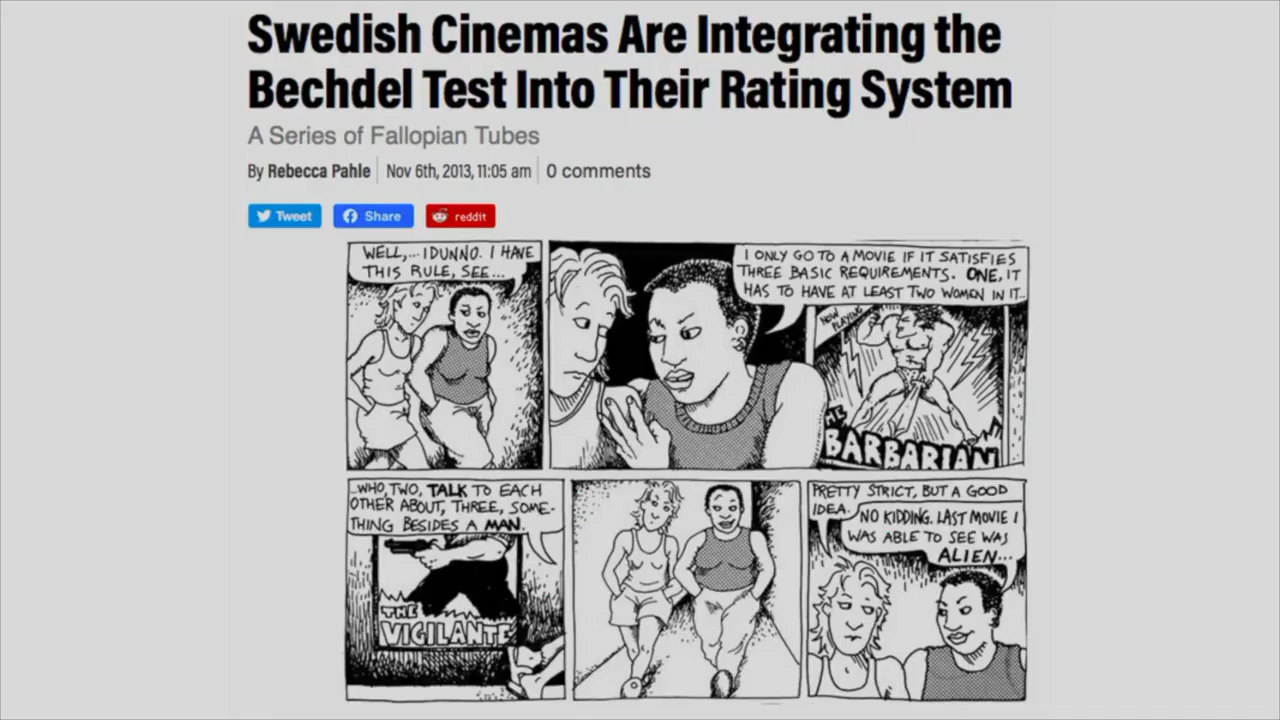 Swedish Cinemas Are Integrating the
Bechdel Test Into Their Rating System
A Series of Fallopian Tubes
By Rebecca Pahle Nov 6th, 2013, 11:05 am 0 comments
Tweet Share reddit
WELL,... I DUNNO. I HAVE
THIS RULE, SEE...
I ONLY GO TO A MOVIE IF IT SATISFIES
THREE BASIC REQUIREMENTS. ONE, IT
HAS TO HAVE AT LEAST TWO WOMEN IN IT..
NOW PLAYING
BARBARIAN
...WHO, TWO, TALK TO EACH
OTHER ABOUT, THREE, SOME-
THING BESIDES A MAN.
THE
VIGILANTE
PRETTY STRICT, BUT A GOOD
IDEA.
NO KIDDING. LAST MOVIE I
WAS ABLE TO SEE WAS
ALIEN...